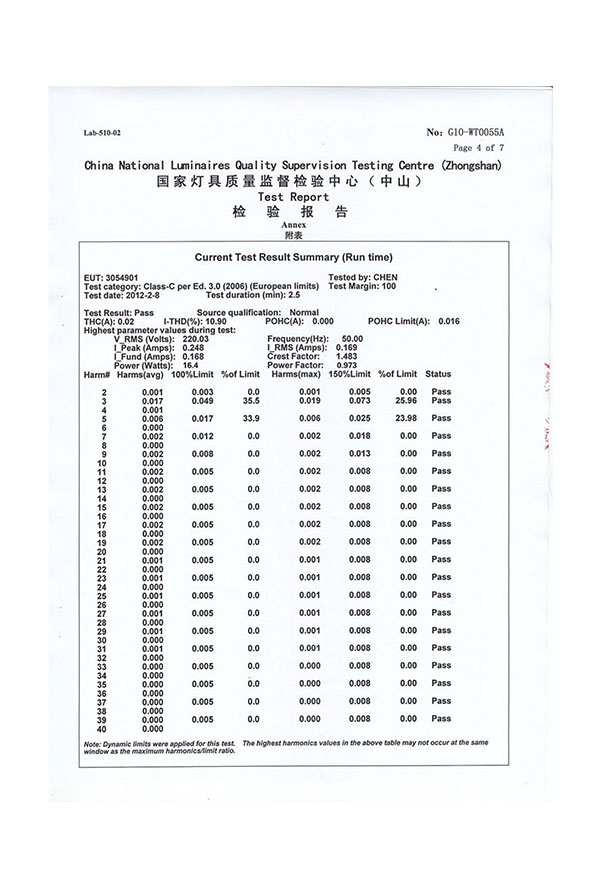 Lab-510-02
No: G10-WT0055A
Page 4 of 7
China National Luminaires Quality Supervision Testing Centre (Zhongshan)
国家灯具质量监督检验中心（中山）
Test Report
检 验 报 告
Annex
附表
Current Test Result Summary (Run time)
EUT: 3054901 Tested by: CHEN
Test category: Class-C per Ed. 3.0 (2006) (European limits) Test Margin: 100
Test date: 2012-2-8 Test duration (min): 2.5
Test Result: Pass Source qualification: Normal
THC(A): 0.02 I-THD(%): 10.90 POHC(A): 0.000 POHC Limit(A): 0.016
Highest parameter values during test:
V_RMS (Volts): 220.03 Frequency(Hz): 50.00
I_Peak (Amps): 0.248 I_RMS (Amps): 0.169
I_Fund (Amps): 0.168 Crest Factor: 1.483
Power (Watts): 16.4 Power Factor: 0.973
Harm# Harms(avg) 100%Limit %of Limit Harms(max) 150%Limit %of Limit Status
2 0.001 0.003 0.0 0.001 0.005 0.00 Pass
3 0.017 0.049 35.5 0.019 0.073 25.96 Pass
4 0.001
5 0.006 0.017 33.9 0.006 0.025 23.98 Pass
6 0.000
7 0.002 0.012 0.0 0.002 0.018 0.00 Pass
8 0.000
9 0.002 0.008 0.0 0.002 0.013 0.00 Pass
10 0.000
11 0.002 0.005 0.0 0.002 0.008 0.00 Pass
12 0.000
13 0.002 0.005 0.0 0.002 0.008 0.00 Pass
14 0.000
15 0.002 0.005 0.0 0.002 0.008 0.00 Pass
16 0.000
17 0.002 0.005 0.0 0.002 0.008 0.00 Pass
18 0.000
19 0.002 0.005 0.0 0.002 0.008 0.00 Pass
20 0.000
21 0.001 0.005 0.0 0.001 0.008 0.00 Pass
22 0.000
23 0.001 0.005 0.0 0.001 0.008 0.00 Pass
24 0.000
25 0.001 0.005 0.0 0.001 0.008 0.00 Pass
26 0.000
27 0.001 0.005 0.0 0.001 0.008 0.00 Pass
28 0.000
29 0.001 0.005 0.0 0.001 0.008 0.00 Pass
30 0.000
31 0.001 0.005 0.0 0.001 0.008 0.00 Pass
32 0.000
33 0.000 0.005 0.0 0.000 0.008 0.00 Pass
34 0.000
35 0.000 0.005 0.0 0.000 0.008 0.00 Pass
36 0.000
37 0.000 0.005 0.0 0.000 0.008 0.00 Pass
38 0.000
39 0.000 0.005 0.0 0.000 0.008 0.00 Pass
40 0.000
Note: Dynamic limits were applied for this test. The highest harmonics values in the above table may not occur at the same
window as the maximum harmonics/limit ratio.